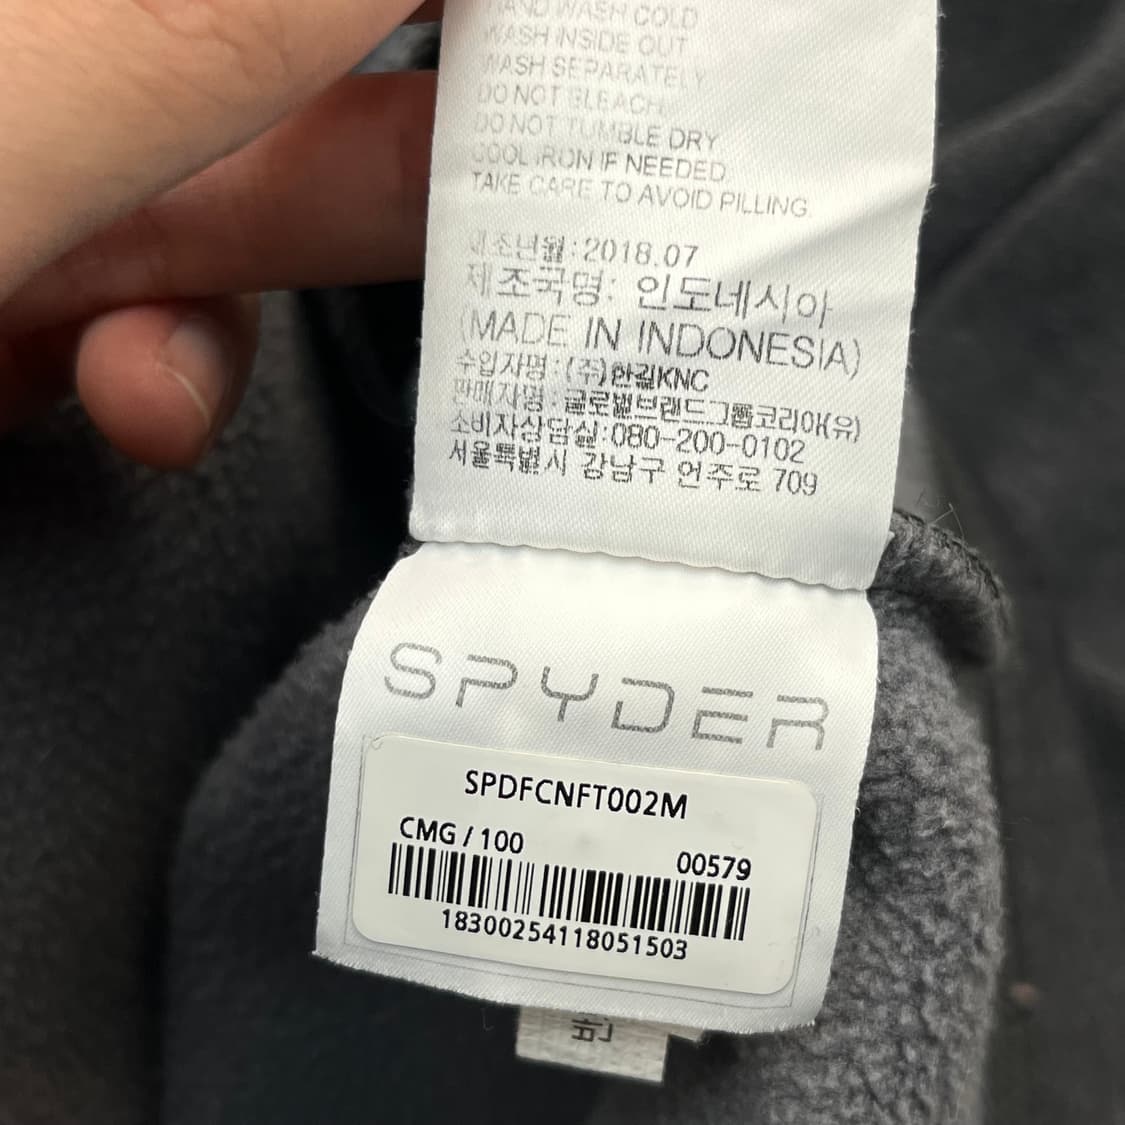 HAND WASH COLD
WASH INSIDE OUT
WASH SEPARATELY
DO NOT BLEACH
DO NOT TUMBLE DRY
COOL IRON IF NEEDED.
TAKE CARE TO AVOID PILLING.
제조년월:2018.07
제조국명: 인도네시아
(MADE IN INDONESIA)
수입자명:(주)한길KNC
판매자명:글로벌브랜드그룹코리아(유)
소비자상담실:080-200-0102
서울특별시 강남구 언주로 709
SPYDER
SPDFCNFT002M
CMG / 100
00579
18300254118051503